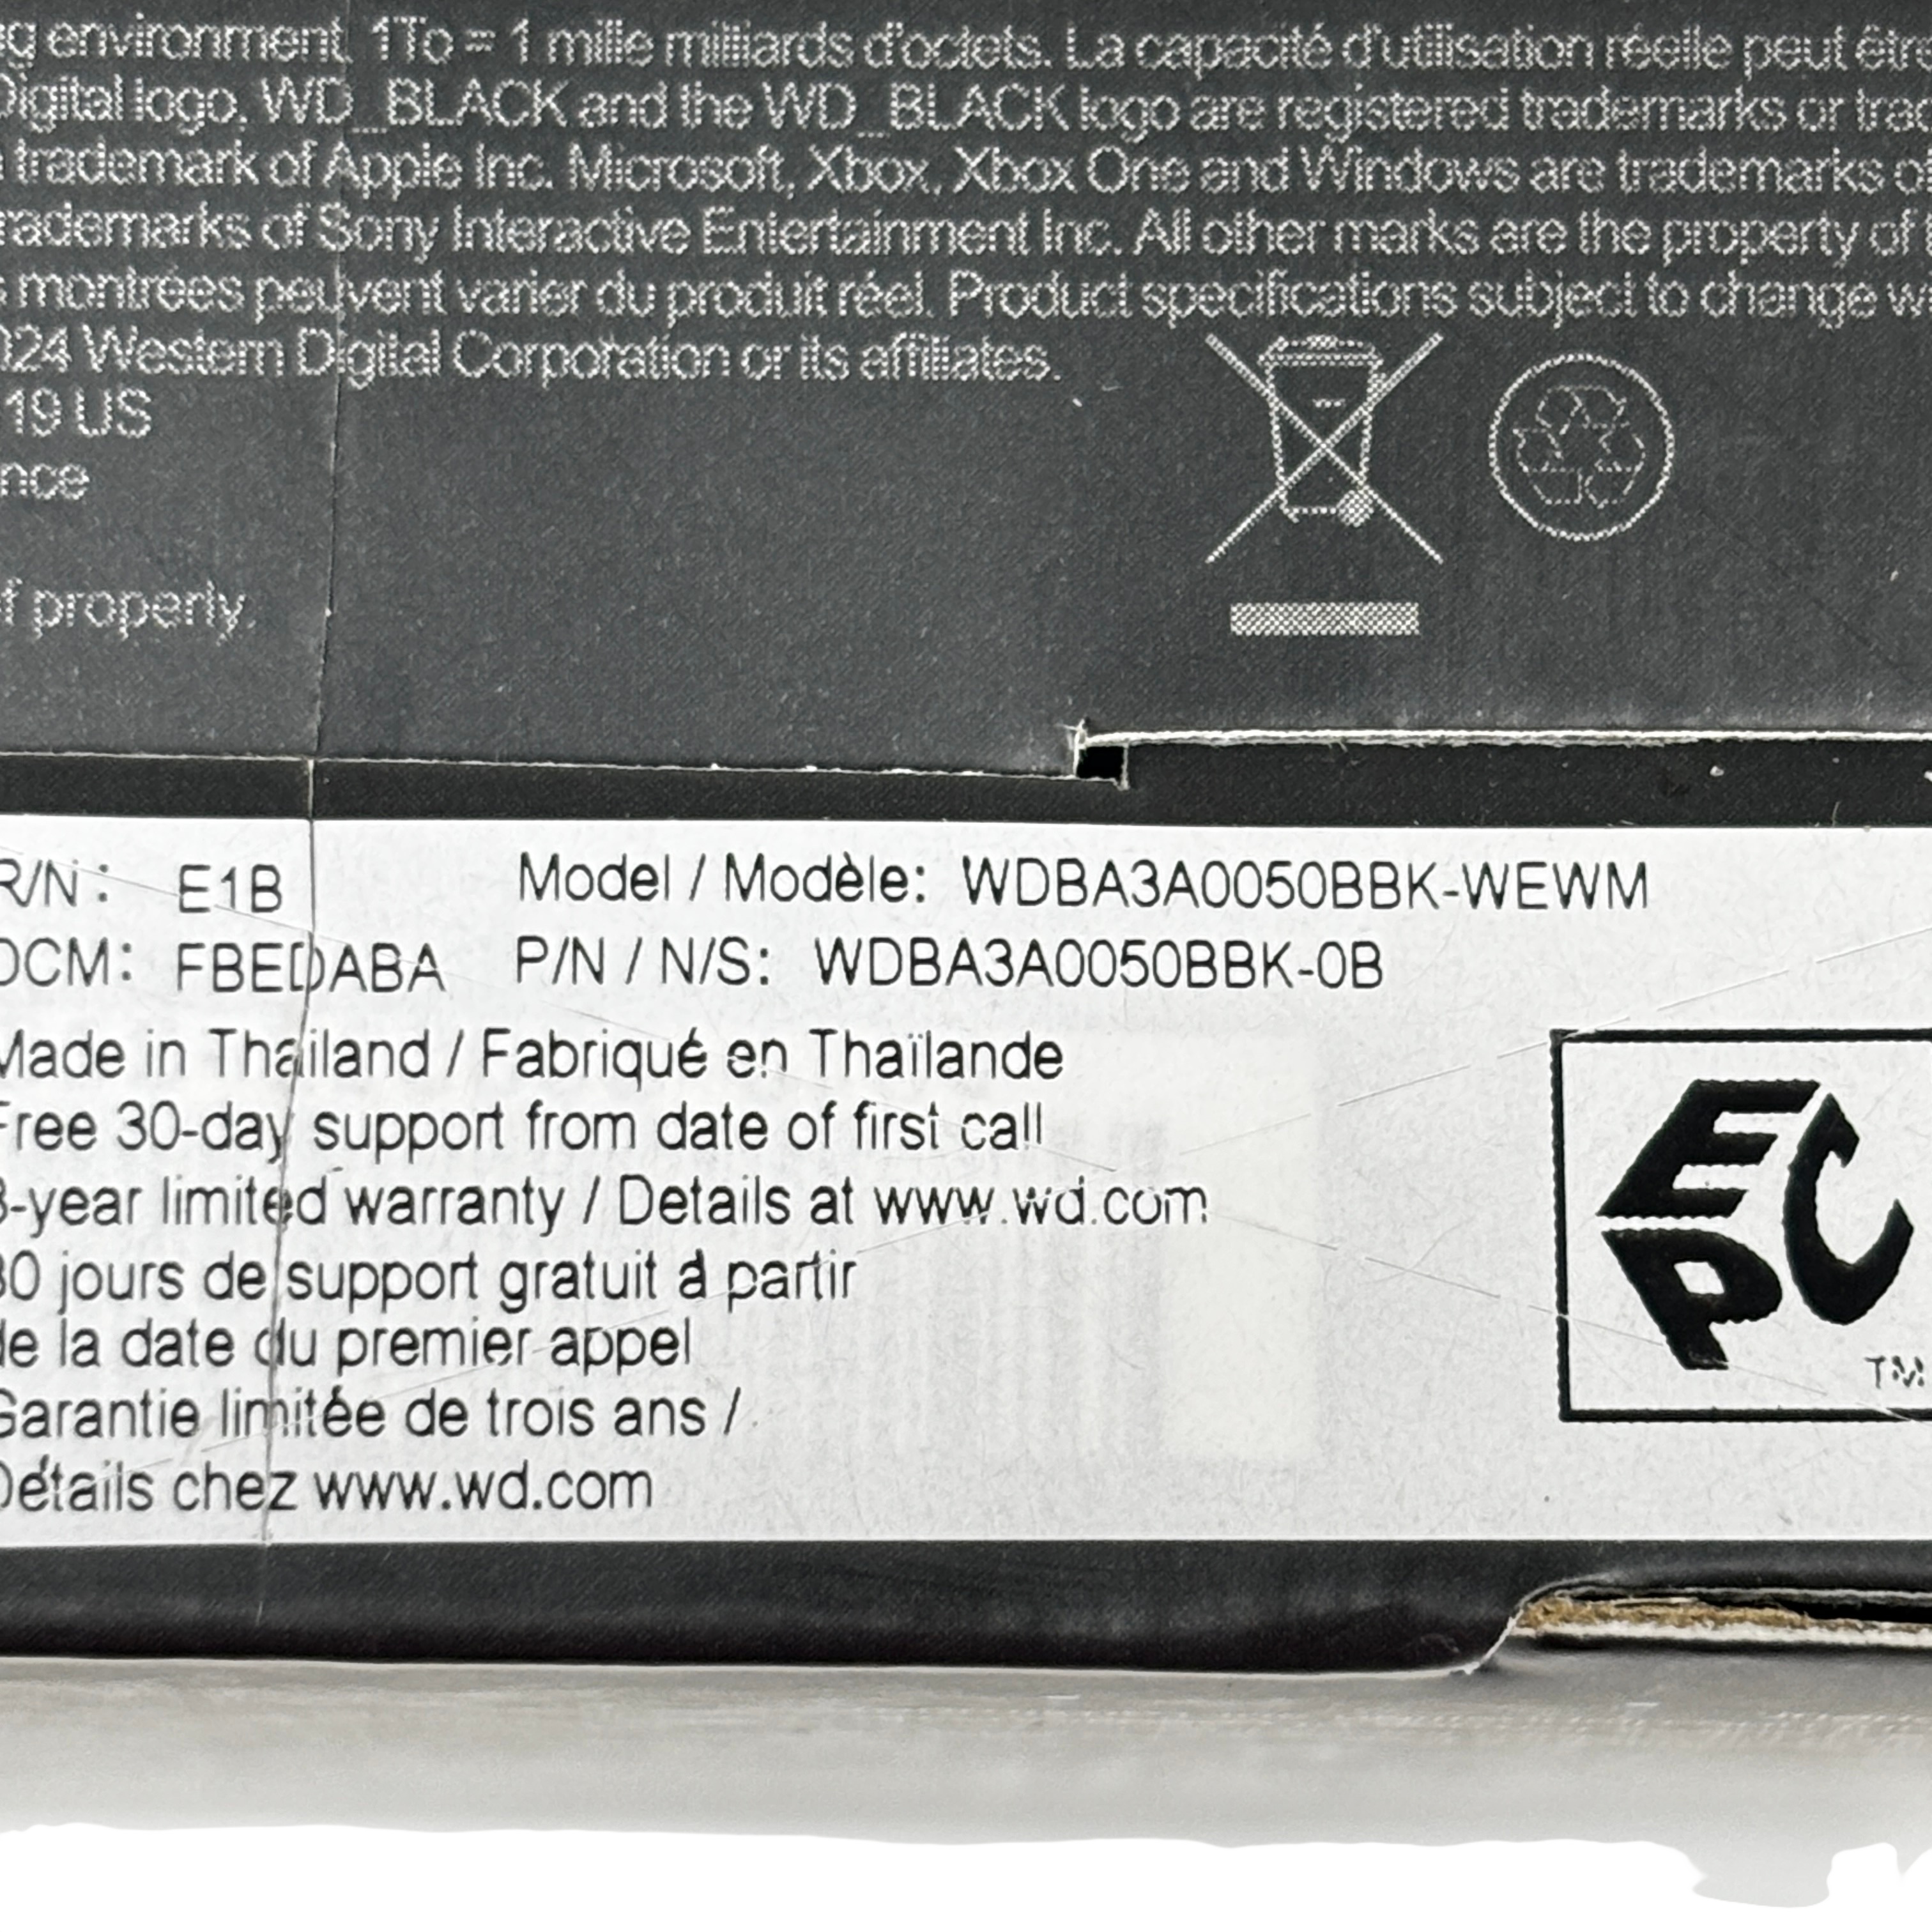 environment. 1To = 1 mille milliards d'octets. La capacité d'utilisation réelle peut être
Digital logo, WD_BLACK and the WD_BLACK logo are registered trademarks or
trademark of Apple Inc. Microsoft, Xbox, Xbox One and Windows are trademarks of
trademarks of Sony Interactive Entertainment Inc. All other marks are the property of
montrées peuvent varier du produit réel. Product specifications subject to change
024 Western Digital Corporation or its affiliates.
19 US
nce
f properly.
R/N: E1B Model / Modèle: WDBA3A0050BBK-WEWM
DCM: FBEDABA P/N / N/S: WDBA3A0050BBK-0B
Made in Thailand / Fabriqué en Thaïlande
Free 30-day support from date of first call
3-year limited warranty / Details at www.wd.com
30 jours de support gratuit à partir
de la date du premier appel
Garantie limitée de trois ans /
Détails chez www.wd.com
EPC
TM